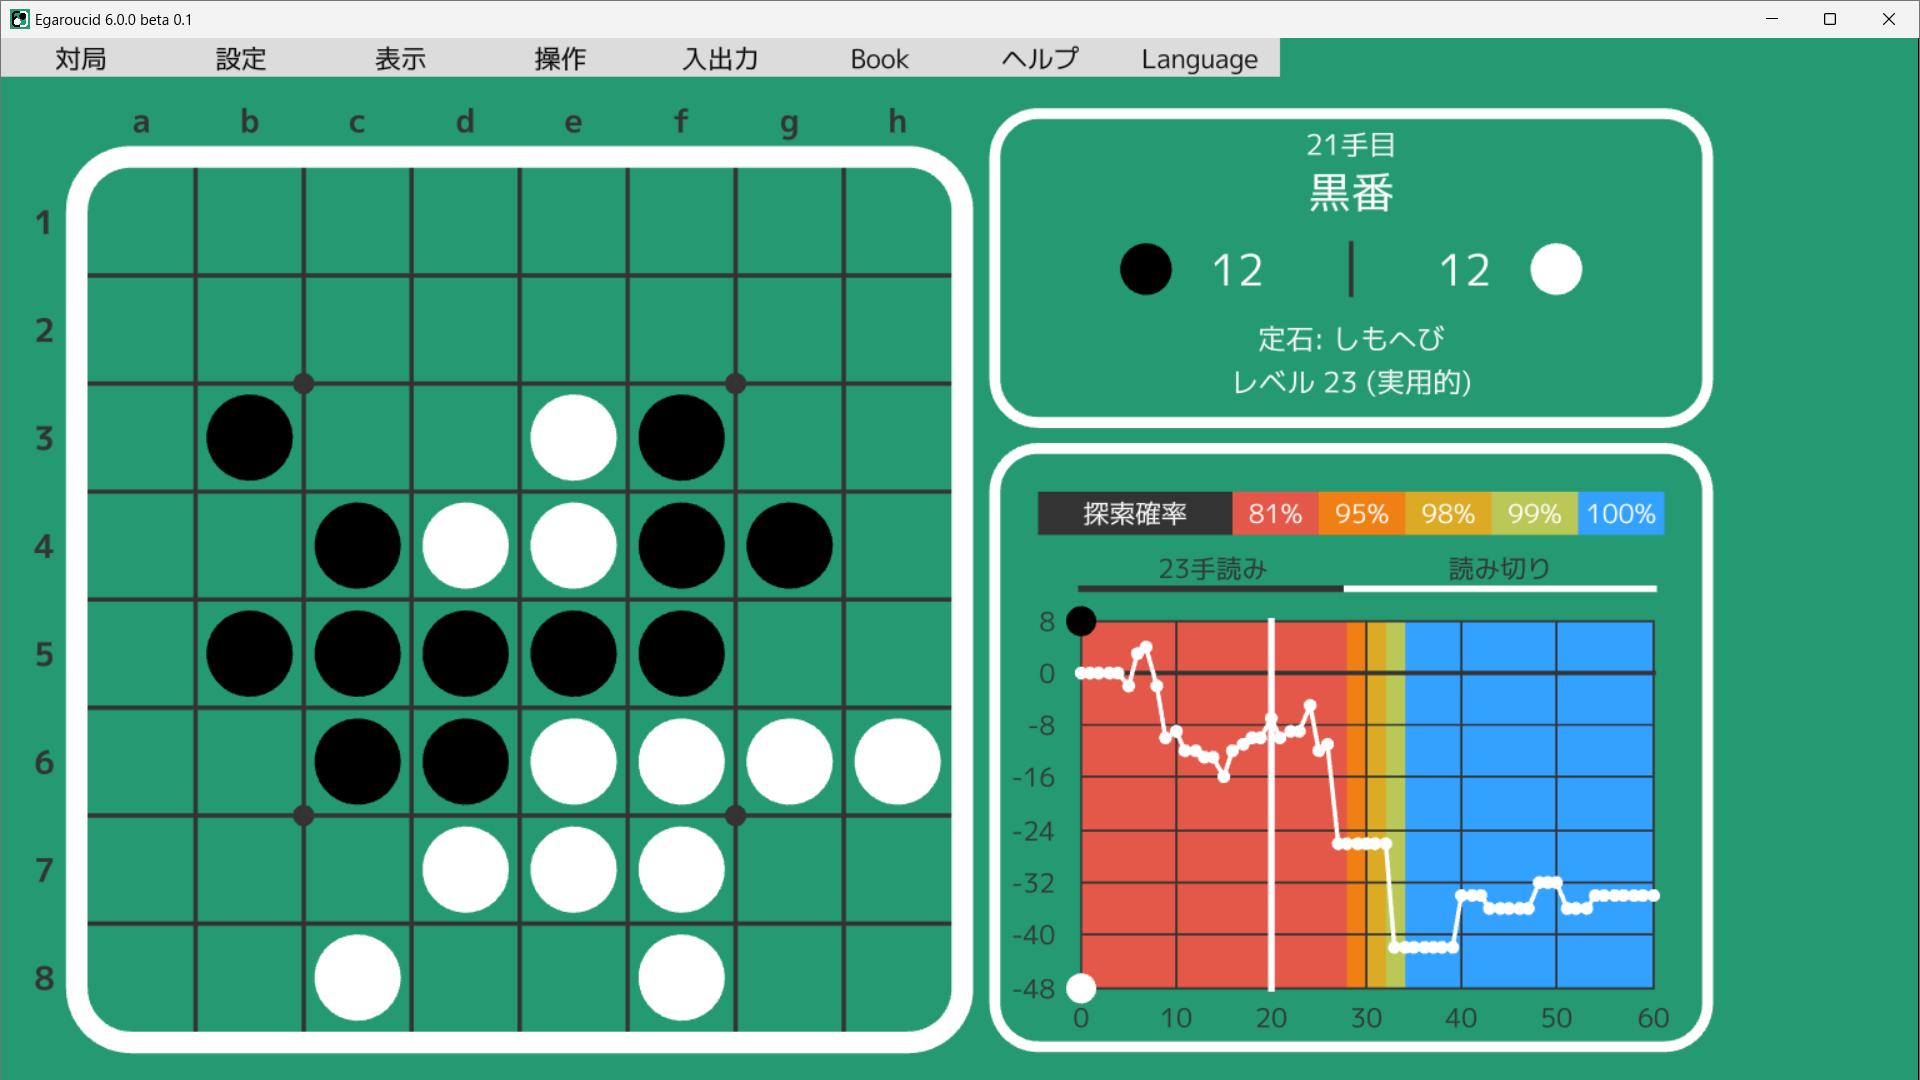 Egaroucid 6.0.0 beta 0.1
対局 設定 表示 操作 入出力 Book ヘルプ Language
a b c d e f g h
1
2
3
4
5
6
7
8
21手目
黒番
12 12
定石: しもへび
レベル 23 (実用的)
探索確率 81% 95% 98% 99% 100%
23手読み 読み切り
8
0
-8
-16
-24
-32
-40
-48
0 10 20 30 40 50 60